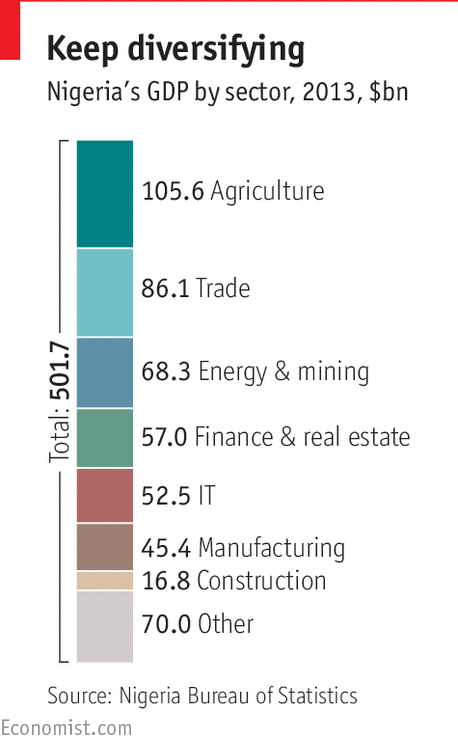 Keep diversifying
Nigeria’s GDP by sector, 2013, $bn
Total: 501.7
105.6 Agriculture
86.1 Trade
68.3 Energy & mining
57.0 Finance & real estate
52.5 IT
45.4 Manufacturing
16.8 Construction
70.0 Other
Source: Nigeria Bureau of Statistics
Economist.com